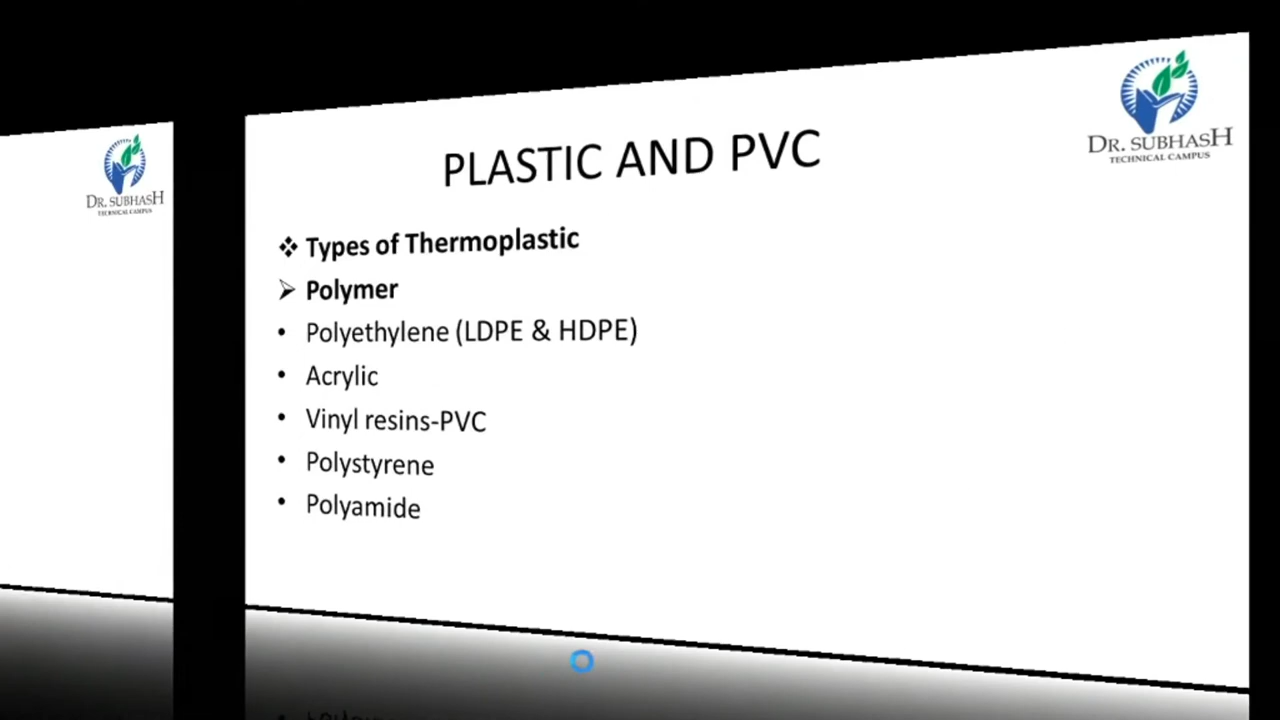 DR. SUBHASH
TECHNICAL CAMPUS
DR. SUBHASH
TECHNICAL CAMPUS
PLASTIC AND PVC
❖ Types of Thermoplastic
➢ Polymer
• Polyethylene (LDPE & HDPE)
• Acrylic
• Vinyl resins-PVC
• Polystyrene
• Polyamide